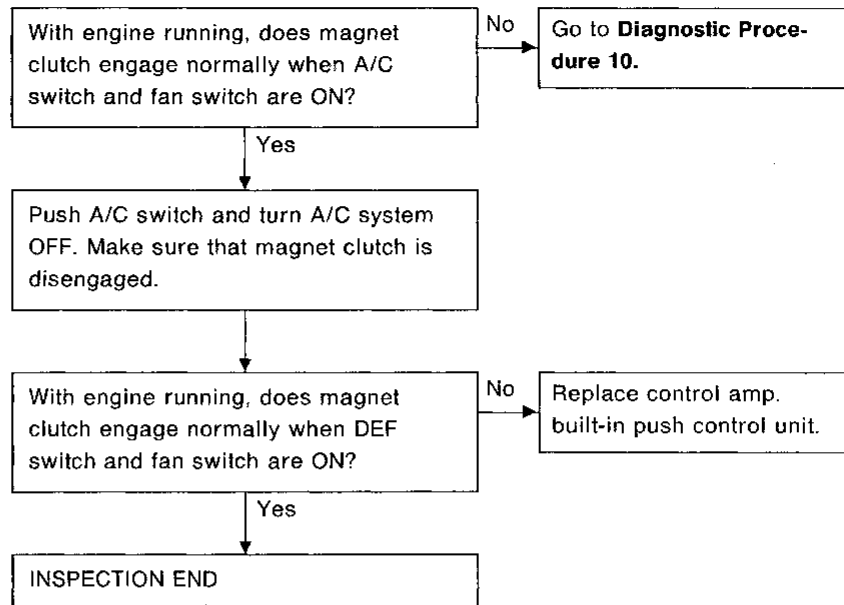 With engine running, does magnet
clutch engage normally when A/C
switch and fan switch are ON?
No
Go to Diagnostic Proce-
dure 10.
Yes
Push A/C switch and turn A/C system
OFF. Make sure that magnet clutch is
disengaged.
With engine running, does magnet
clutch engage normally when DEF
switch and fan switch are ON?
No
Replace control amp.
built-in push control unit.
Yes
INSPECTION END